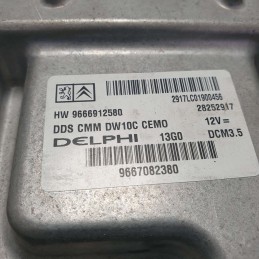 2917LC01900456
HW 9666912580 28252917
DDS CMM DW10C CEMO 12V=
DELPHI 13G0 DCM3.5
9667082380